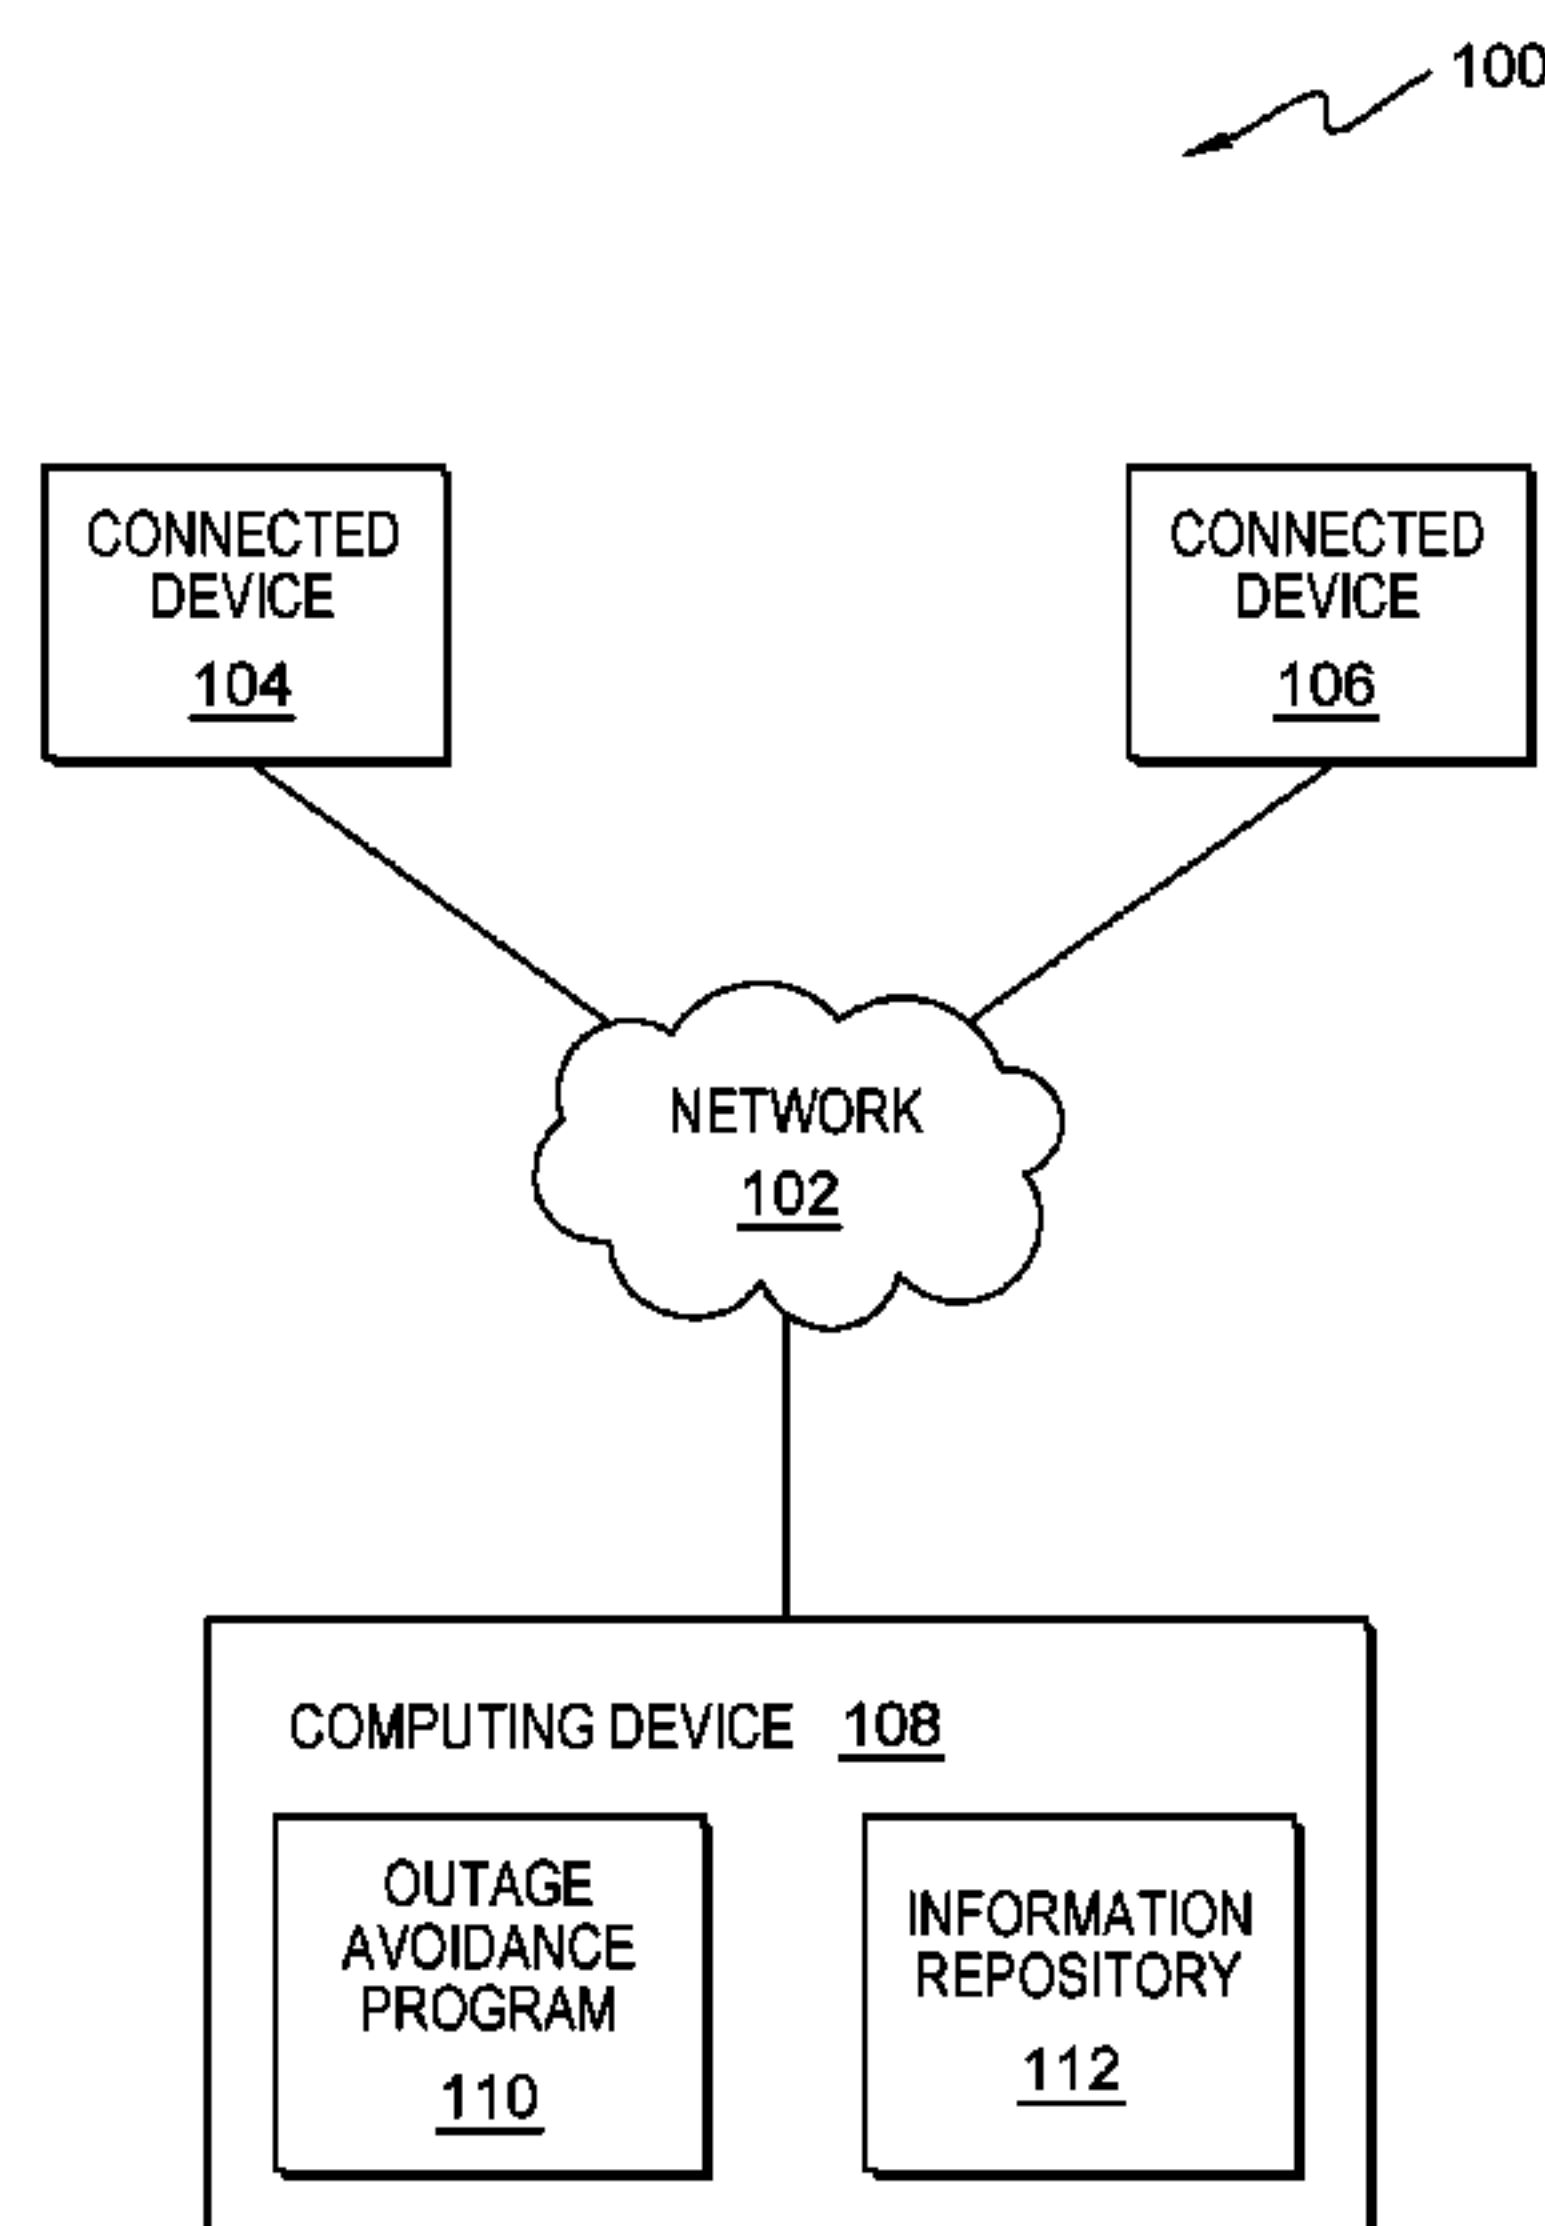 100
CONNECTED
DEVICE
104
CONNECTED
DEVICE
106
NETWORK
102
COMPUTING DEVICE 108
OUTAGE
AVOIDANCE
PROGRAM
110
INFORMATION
REPOSITORY
112